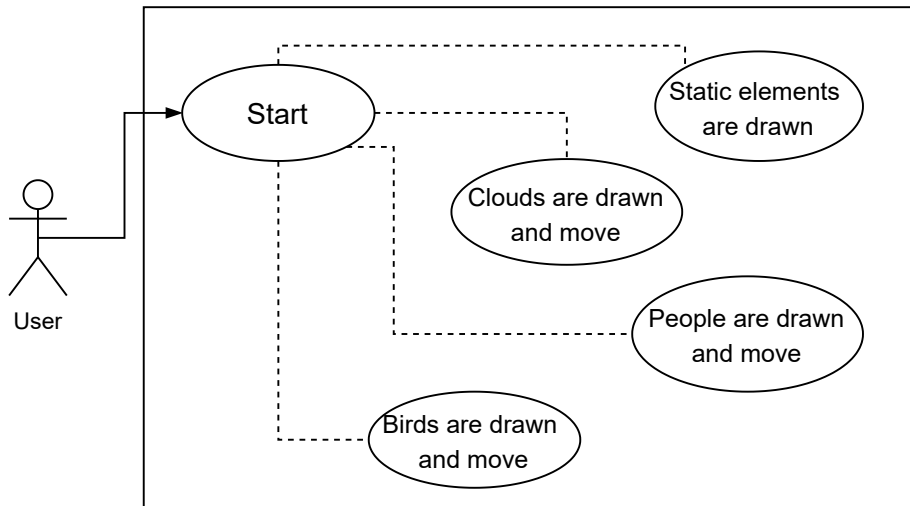 Static elements
are drawn
Start
Clouds are drawn
and move
User
People are drawn
and move
Birds are drawn
and move